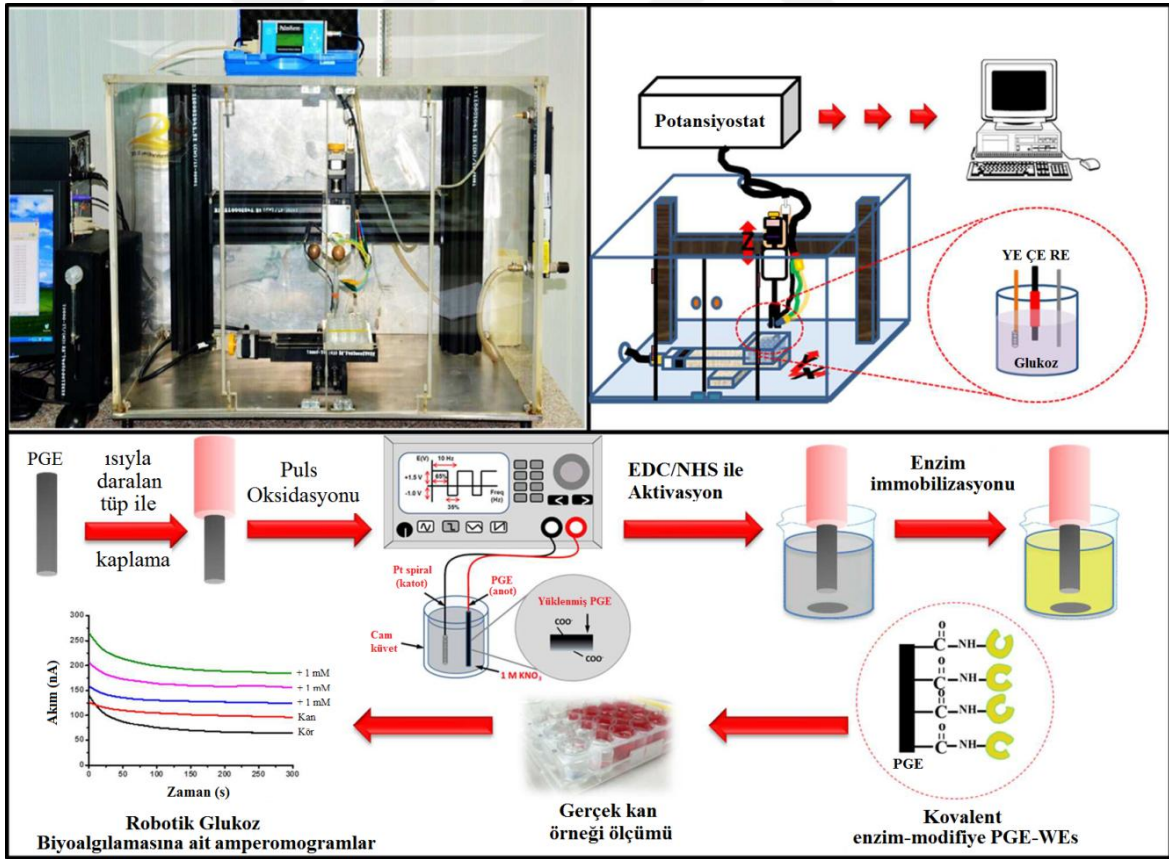 Potansiyostat
Z
X
YE ÇE RE
Glukoz
PGE
ısıyla
daralan
tüp ile
kaplama
Puls
Oksidasyonu
E(V)
10 Hz
+1.5 V
65%
-1.0 V
35%
Freq
(Hz)
EDC/NHS ile
Aktivasyon
Enzim
immobilizasyonu
Pt spiral
(katot)
PGE
(anot)
Yüklenmiş PGE
COO-
COO-
Cam
küvet
1 M KNO₃
Akım (nA)
300
250
200
150
100
50
0
+ 1 mM
+ 1 mM
+ 1 mM
Kan
Kör
0 50 100 150 200 250 300
Zaman (s)
Robotik Glukoz
Biyoalgılamasına ait amperomogramlar
Gerçek kan
örneği ölçümü
O
C NH
O
C NH
O
C NH
O
C NH
PGE
Kovalent
enzim-modifiye PGE-WEs